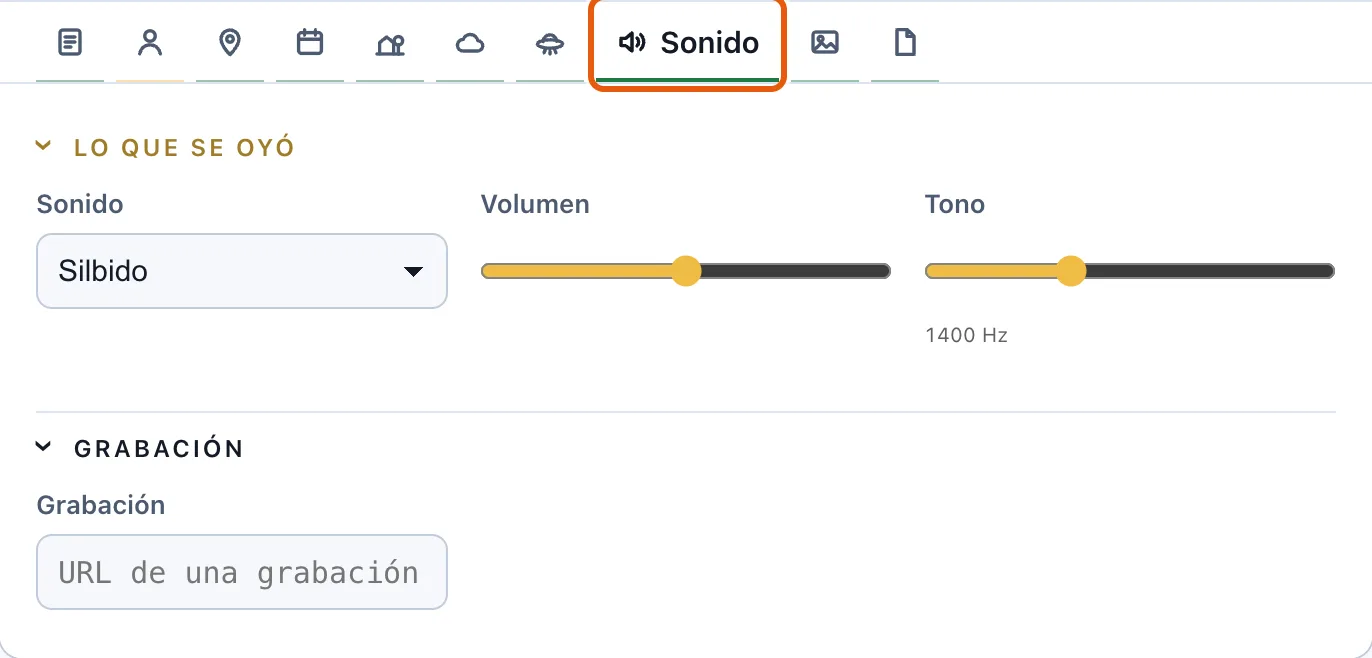 Sonido
LO QUE SE OYÓ
Sonido
Volumen
Tono
Silbido
1400 Hz
GRABACIÓN
Grabación
URL de una grabación